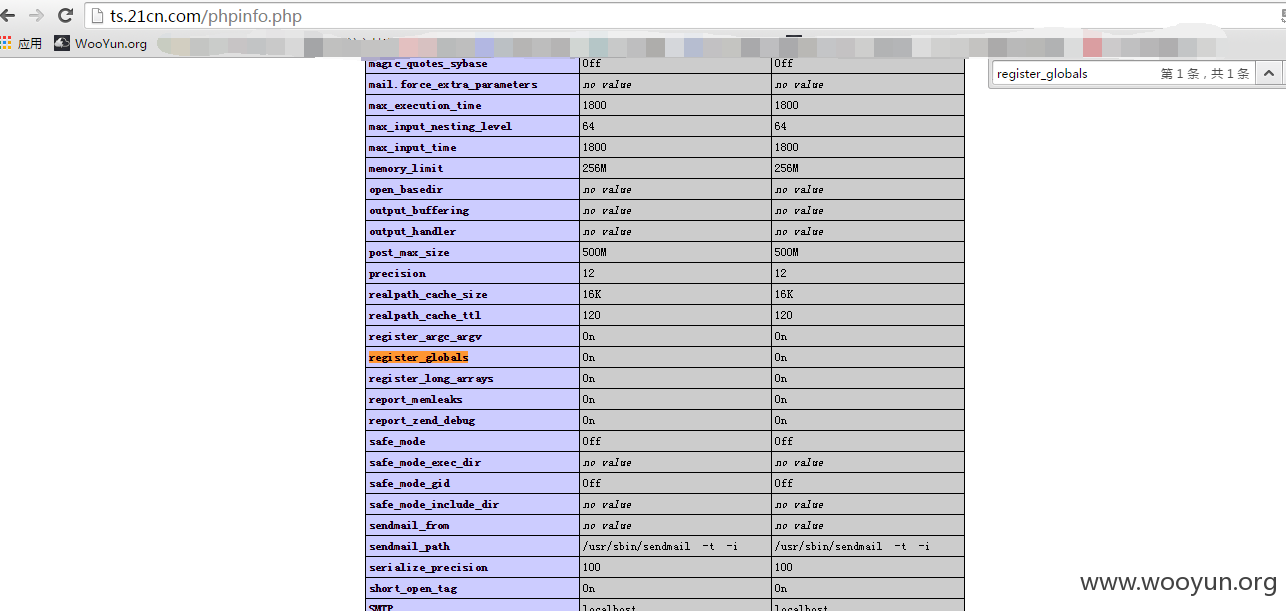 ts.21cn.com/phpinfo.php
应用 WooYun.org
register_globals 第 1 条，共 1 条
magic_quotes_sybase Off Off
mail.force_extra_parameters no value no value
max_execution_time 1800 1800
max_input_nesting_level 64 64
max_input_time 1800 1800
memory_limit 256M 256M
open_basedir no value no value
output_buffering no value no value
output_handler no value no value
post_max_size 500M 500M
precision 12 12
realpath_cache_size 16K 16K
realpath_cache_ttl 120 120
register_argc_argv On On
register_globals On On
register_long_arrays On On
report_memleaks On On
report_zend_debug On On
safe_mode Off Off
safe_mode_exec_dir no value no value
safe_mode_gid Off Off
safe_mode_include_dir no value no value
sendmail_from no value no value
sendmail_path /usr/sbin/sendmail -t -i /usr/sbin/sendmail -t -i
serialize_precision 100 100
short_open_tag On On
SMTP localhost localhost
www.wooyun.org